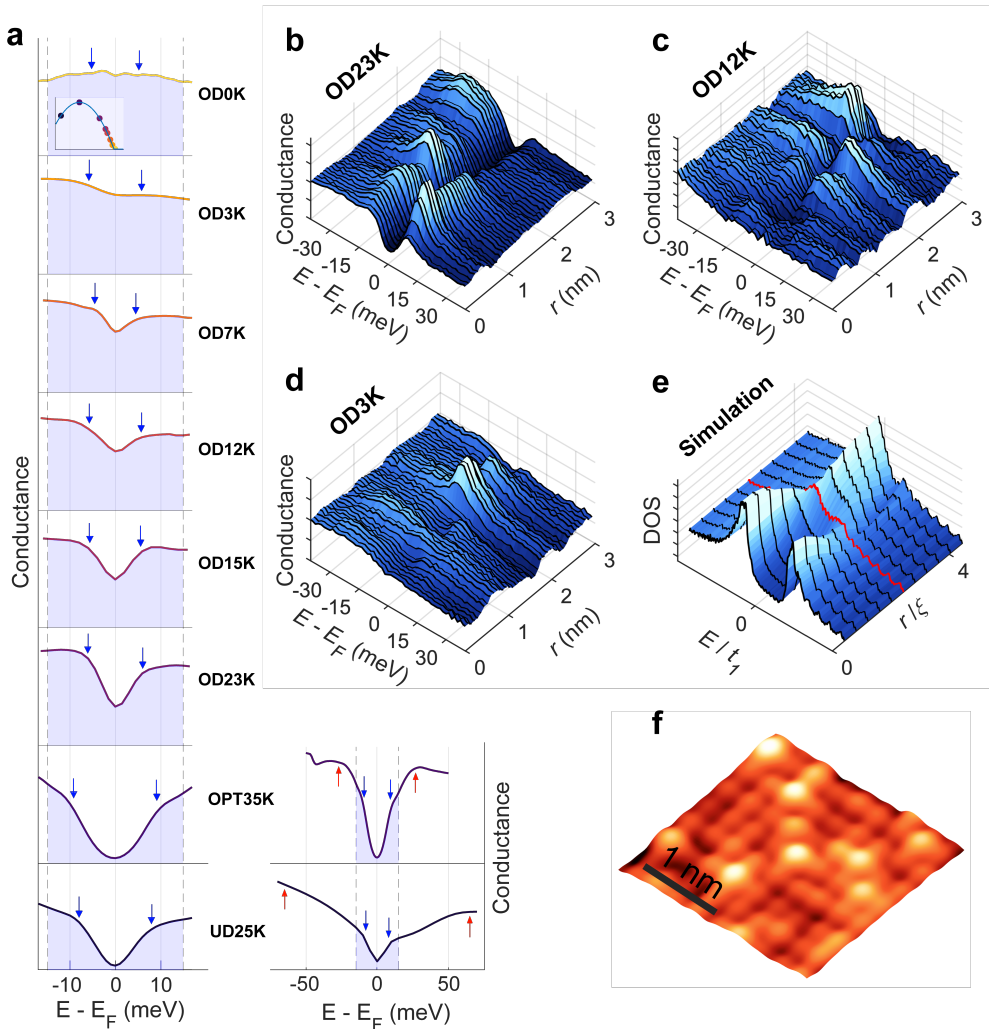 a
OD0K
OD3K
OD7K
OD12K
OD15K
OD23K
OPT35K
UD25K
Conductance
-10
0
10
E - E_F (meV)
Conductance
-50
0
50
E - E_F (meV)
b
OD23K
Conductance
-30
-15
0
15
30
E - E_F (meV)
0
1
2
3
r (nm)
c
OD12K
Conductance
-30
-15
0
15
30
E - E_F (meV)
0
1
2
3
r (nm)
d
OD3K
Conductance
-30
-15
0
15
30
E - E_F (meV)
0
1
2
3
r (nm)
e
Simulation
DOS
0
E / t_1
0
4
r / ξ
f
1 nm